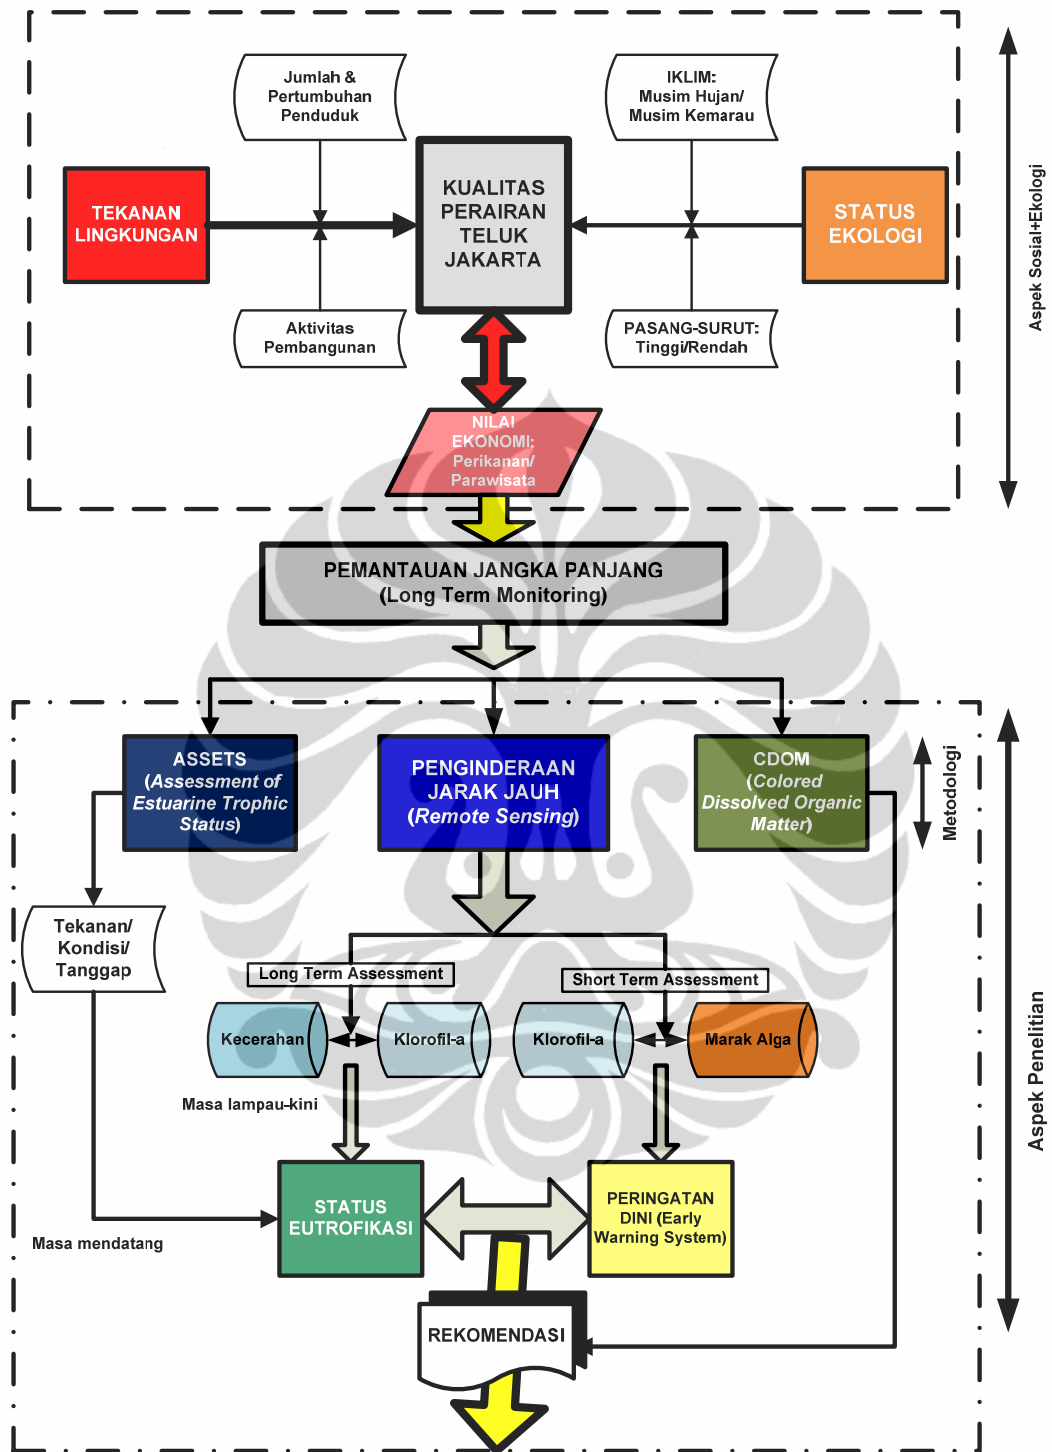 Jumlah &
Pertumbuhan
Penduduk
IKLIM:
Musim Hujan/
Musim Kemarau
TEKANAN
LINGKUNGAN
KUALITAS
PERAIRAN
TELUK
JAKARTA
STATUS
EKOLOGI
Aktivitas
Pembangunan
PASANG-SURUT:
Tinggi/Rendah
Aspek Sosial+Ekologi
NILAI
EKONOMI:
Perikanan/
Parawisata
PEMANTAUAN JANGKA PANJANG
(Long Term Monitoring)
ASSETS
(Assessment of
Estuarine Trophic
Status)
PENGINDERAAN
JARAK JAUH
(Remote Sensing)
CDOM
(Colored
Dissolved Organic
Matter)
Metodologi
Tekanan/
Kondisi/
Tanggap
Long Term Assessment
Short Term Assessment
Kecerahan
Klorofil-a
Klorofil-a
Marak Alga
Aspek Penelitian
Masa lampau-kini
STATUS
EUTROFIKASI
PERINGATAN
DINI (Early
Warning System)
Masa mendatang
REKOMENDASI